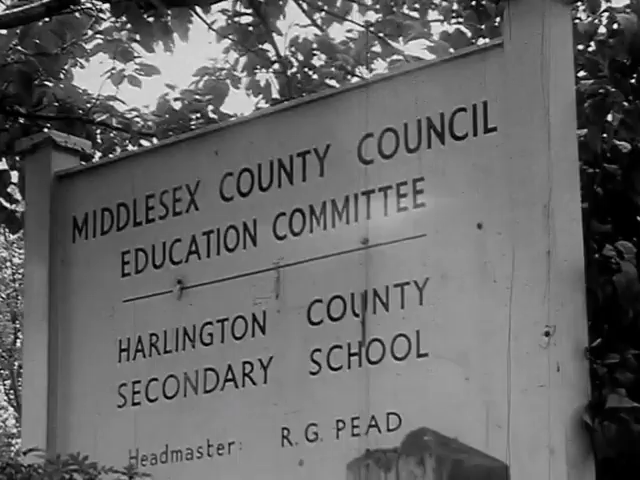 MIDDLESEX COUNTY COUNCIL
EDUCATION COMMITTEE
HARLINGTON COUNTY
SECONDARY SCHOOL
Headmaster: R.G. PEAD